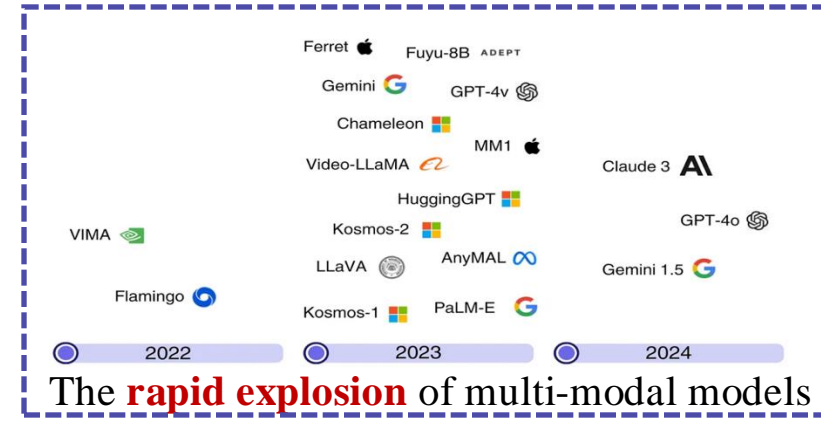 Ferret
Fuyu-8B ADEPT
Gemini
GPT-4v
Chameleon
MM1
Video-LLaMA
Claude 3
HuggingGPT
VIMA
Kosmos-2
GPT-4o
LLaVA
AnyMAL
Gemini 1.5
Flamingo
Kosmos-1
PaLM-E
2022
2023
2024
The rapid explosion of multi-modal models